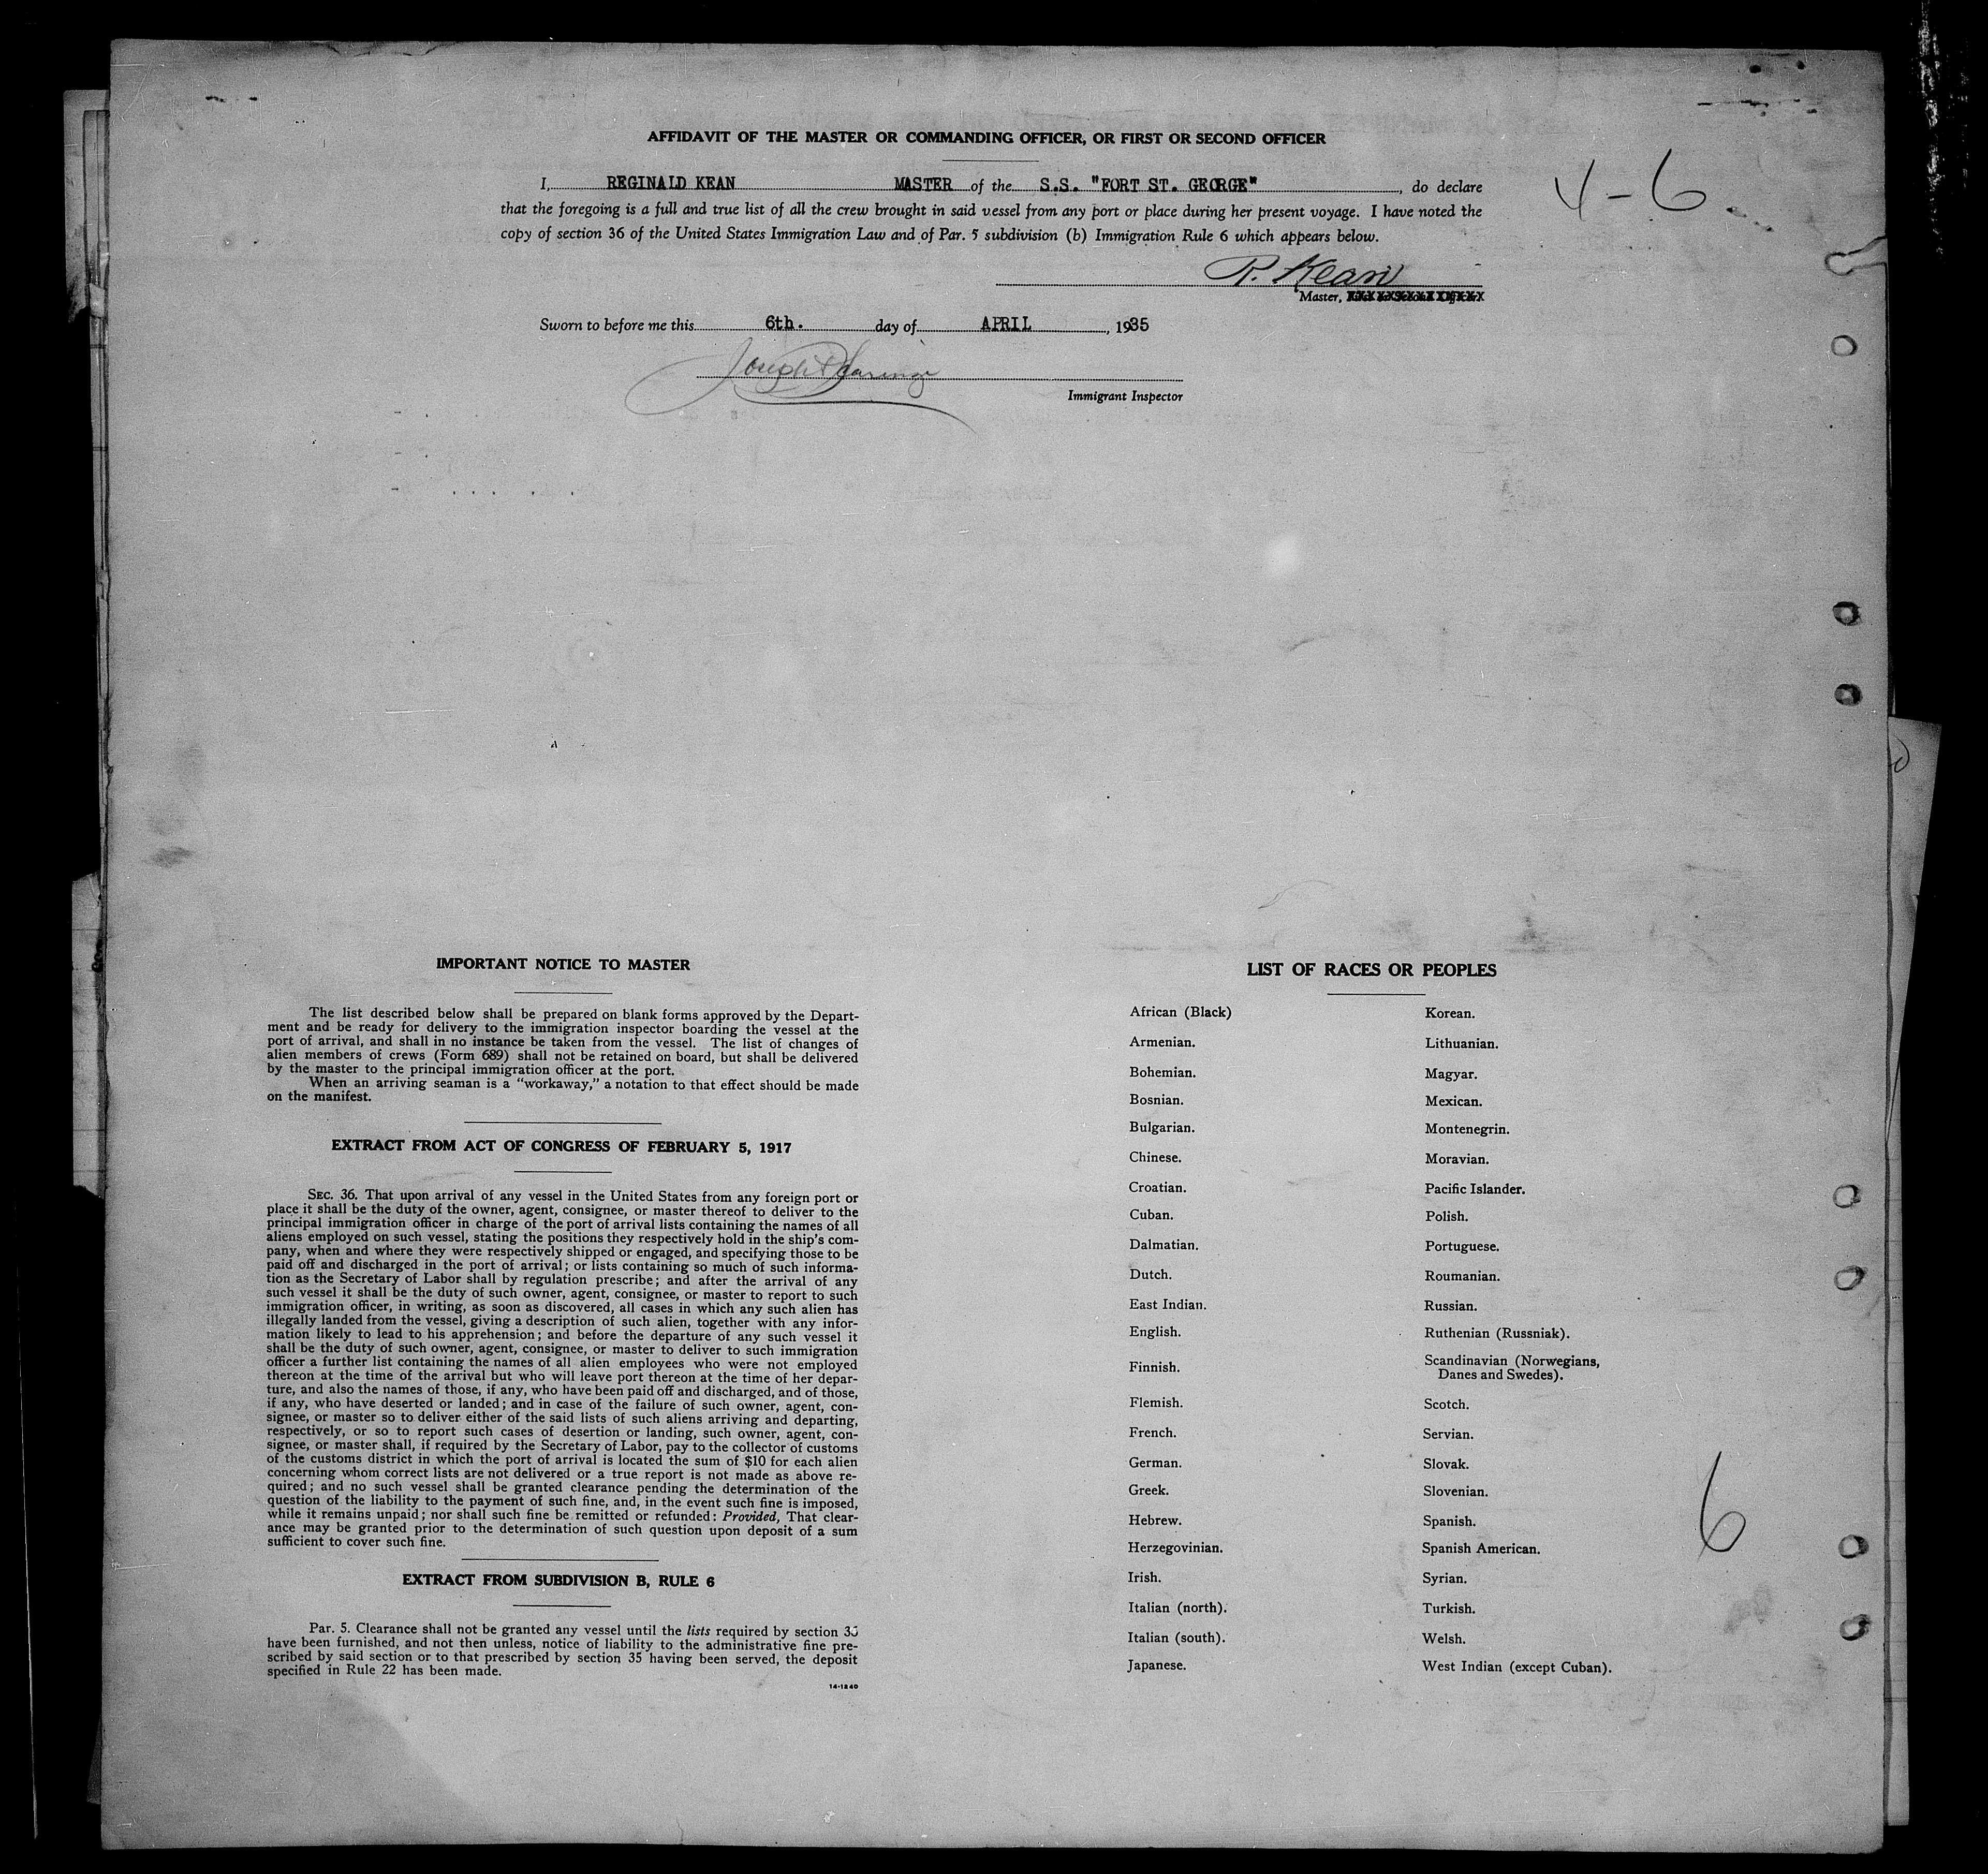 AFFIDAVIT OF THE MASTER OR COMMANDING OFFICER, OR FIRST OR SECOND OFFICER
I, REGINALD KEAN MASTER of the S.S. "FORT ST. GEORGE", do declare
4-6
that the foregoing is a full and true list of all the crew brought in said vessel from any port or place during her present voyage. I have noted the
copy of section 36 of the United States Immigration Law and of Par. 5 subdivision (b) Immigration Rule 6 which appears below.
R. Kean
Master,
Sworn to before me this 6th. day of APRIL, 1935
Joseph
Immigrant Inspector
IMPORTANT NOTICE TO MASTER
The list described below shall be prepared on blank forms approved by the Depart-
ment and be ready for delivery to the immigration inspector boarding the vessel at the
port of arrival, and shall in no instance be taken from the vessel. The list of changes of
alien members of crews (Form 689) shall not be retained on board, but shall be delivered
by the master to the principal immigration officer at the port.
When an arriving seaman is a "workaway," a notation to that effect should be made
on the manifest.
EXTRACT FROM ACT OF CONGRESS OF FEBRUARY 5, 1917
SEC. 36. That upon arrival of any vessel in the United States from any foreign port or
place it shall be the duty of the owner, agent, consignee, or master thereof to deliver to the
principal immigration officer in charge of the port of arrival lists containing the names of all
aliens employed on such vessel, stating the positions they respectively hold in the ship's com-
pany, when and where they were respectively shipped or engaged, and specifying those to be
paid off and discharged in the port of arrival; or lists containing so much of such informa-
tion as the Secretary of Labor shall by regulation prescribe; and after the arrival of any
such vessel it shall be the duty of such owner, agent, consignee, or master to report to such
immigration officer, in writing, as soon as discovered, all cases in which any such alien has
illegally landed from the vessel, giving a description of such alien, together with any infor-
mation likely to lead to his apprehension; and before the departure of any such vessel it
shall be the duty of such owner, agent, consignee, or master to deliver to such immigration
officer a further list containing the names of all alien employees who were not employed
thereon at the time of the arrival but who will leave port thereon at the time of her depar-
ture, and also the names of those, if any, who have been paid off and discharged, and of those,
if any, who have deserted or landed; and in case of the failure of such owner, agent, con-
signee, or master so to deliver either of the said lists of such aliens arriving and departing,
respectively, or so to report such cases of desertion or landing, such owner, agent, con-
signee, or master shall, if required by the Secretary of Labor, pay to the collector of customs
of the customs district in which the port of arrival is located the sum of $10 for each alien
concerning whom correct lists are not delivered or a true report is not made as above re-
quired; and no such vessel shall be granted clearance pending the determination of the
question of the liability to the payment of such fine, and, in the event such fine is imposed,
while it remains unpaid; nor shall such fine be remitted or refunded: Provided, That clear-
ance may be granted prior to the determination of such question upon deposit of a sum
sufficient to cover such fine.
EXTRACT FROM SUBDIVISION B, RULE 6
Par. 5. Clearance shall not be granted any vessel until the lists required by section
have been furnished, and not then unless, notice of liability to the administrative fine pre-
scribed by said section or to that prescribed by section 35 having been served, the deposit
specified in Rule 22 has been made.
14-1240
LIST OF RACES OR PEOPLES
African (Black)
Armenian.
Bohemian.
Bosnian.
Bulgarian.
Chinese.
Croatian.
Cuban.
Dalmatian.
Dutch.
East Indian.
English.
Finnish.
Flemish.
French.
German.
Greek.
Hebrew.
Herzegovinian.
Irish.
Italian (north).
Italian (south).
Japanese.
Korean.
Lithuanian.
Magyar.
Mexican.
Montenegrin.
Moravian.
Pacific Islander.
Polish.
Portuguese.
Roumanian.
Russian.
Ruthenian (Russniak).
Scandinavian (Norwegians,
Danes and Swedes).
Scotch.
Servian.
Slovak.
Slovenian.
Spanish.
Spanish American.
Syrian.
Turkish.
Welsh.
West Indian (except Cuban).
6